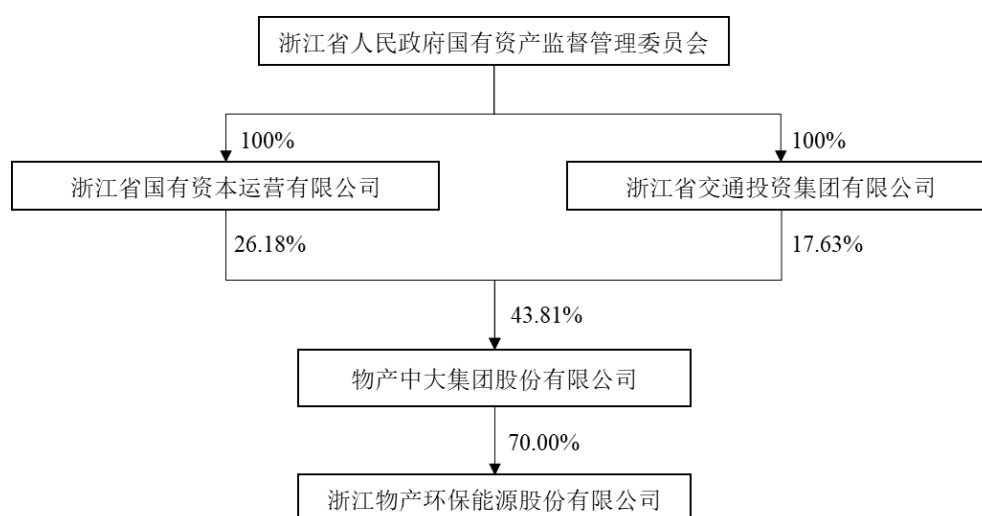 浙江省人民政府国有资产监督管理委员会
100%
100%
浙江省国有资本运营有限公司
浙江省交通投资集团有限公司
26.18%
17.63%
43.81%
物产中大集团股份有限公司
70.00%
浙江物产环保能源股份有限公司